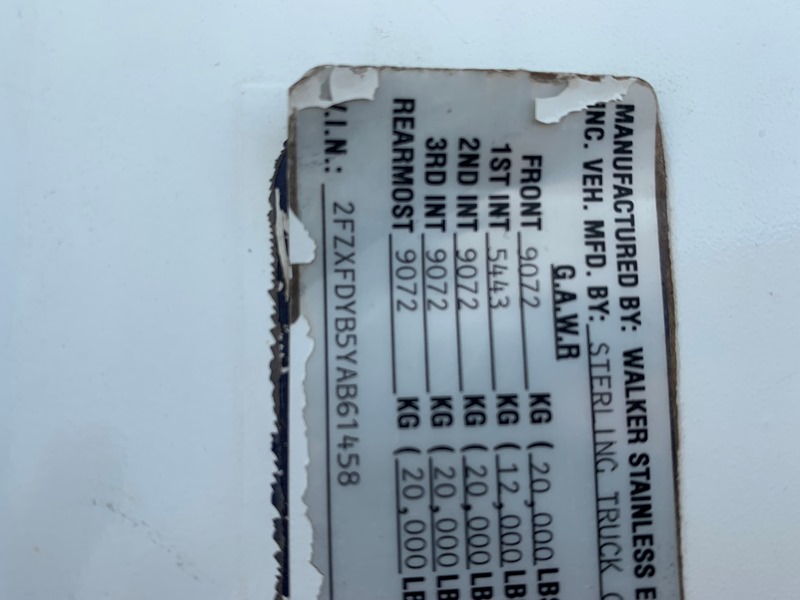 MANUFACTURED BY: WALKER STAINLESS E
INC. VEH. MFD. BY: STERLING TRUCK C
G.A.W.R
FRONT 9072 KG ( 20,000 LBS
1ST INT 5443 KG ( 12,000 LBS
2ND INT 9072 KG ( 20,000 LB
3RD INT 9072 KG ( 20,000 LB
REARMOST 9072 KG ( 20,000 LB
V.I.N.: 2FZXFDYB5YAB61458